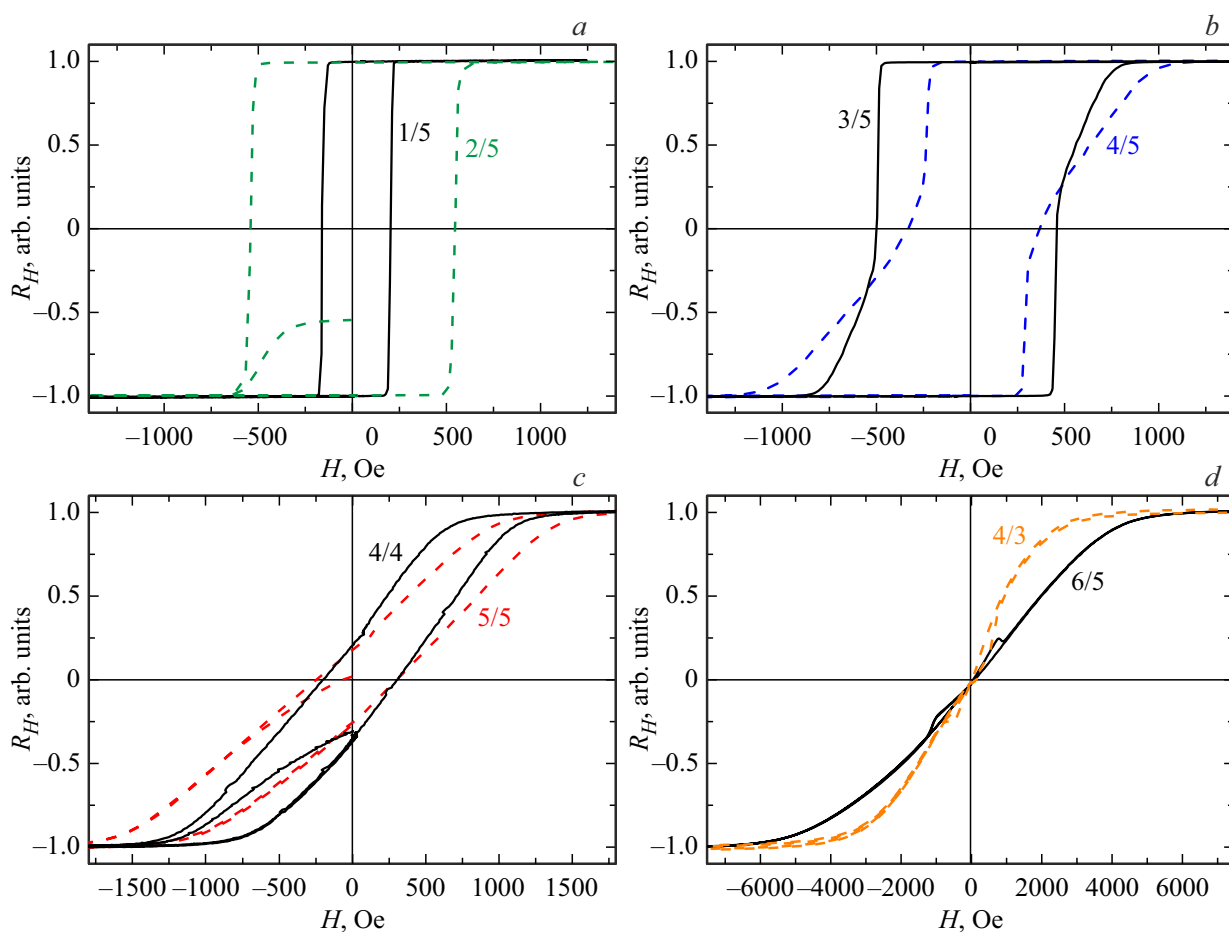 a
1.0
0.5
0
–0.5
–1.0
R_H, arb. units
1/5
2/5
–1000 –500 0 500 1000
H, Oe
b
1.0
0.5
0
–0.5
–1.0
R_H, arb. units
3/5
4/5
–1000 –500 0 500 1000
H, Oe
c
1.0
0.5
0
–0.5
–1.0
R_H, arb. units
4/4
5/5
–1500 –1000 –500 0 500 1000 1500
H, Oe
d
1.0
0.5
0
–0.5
–1.0
R_H, arb. units
4/3
6/5
–6000 –4000 –2000 0 2000 4000 6000
H, Oe